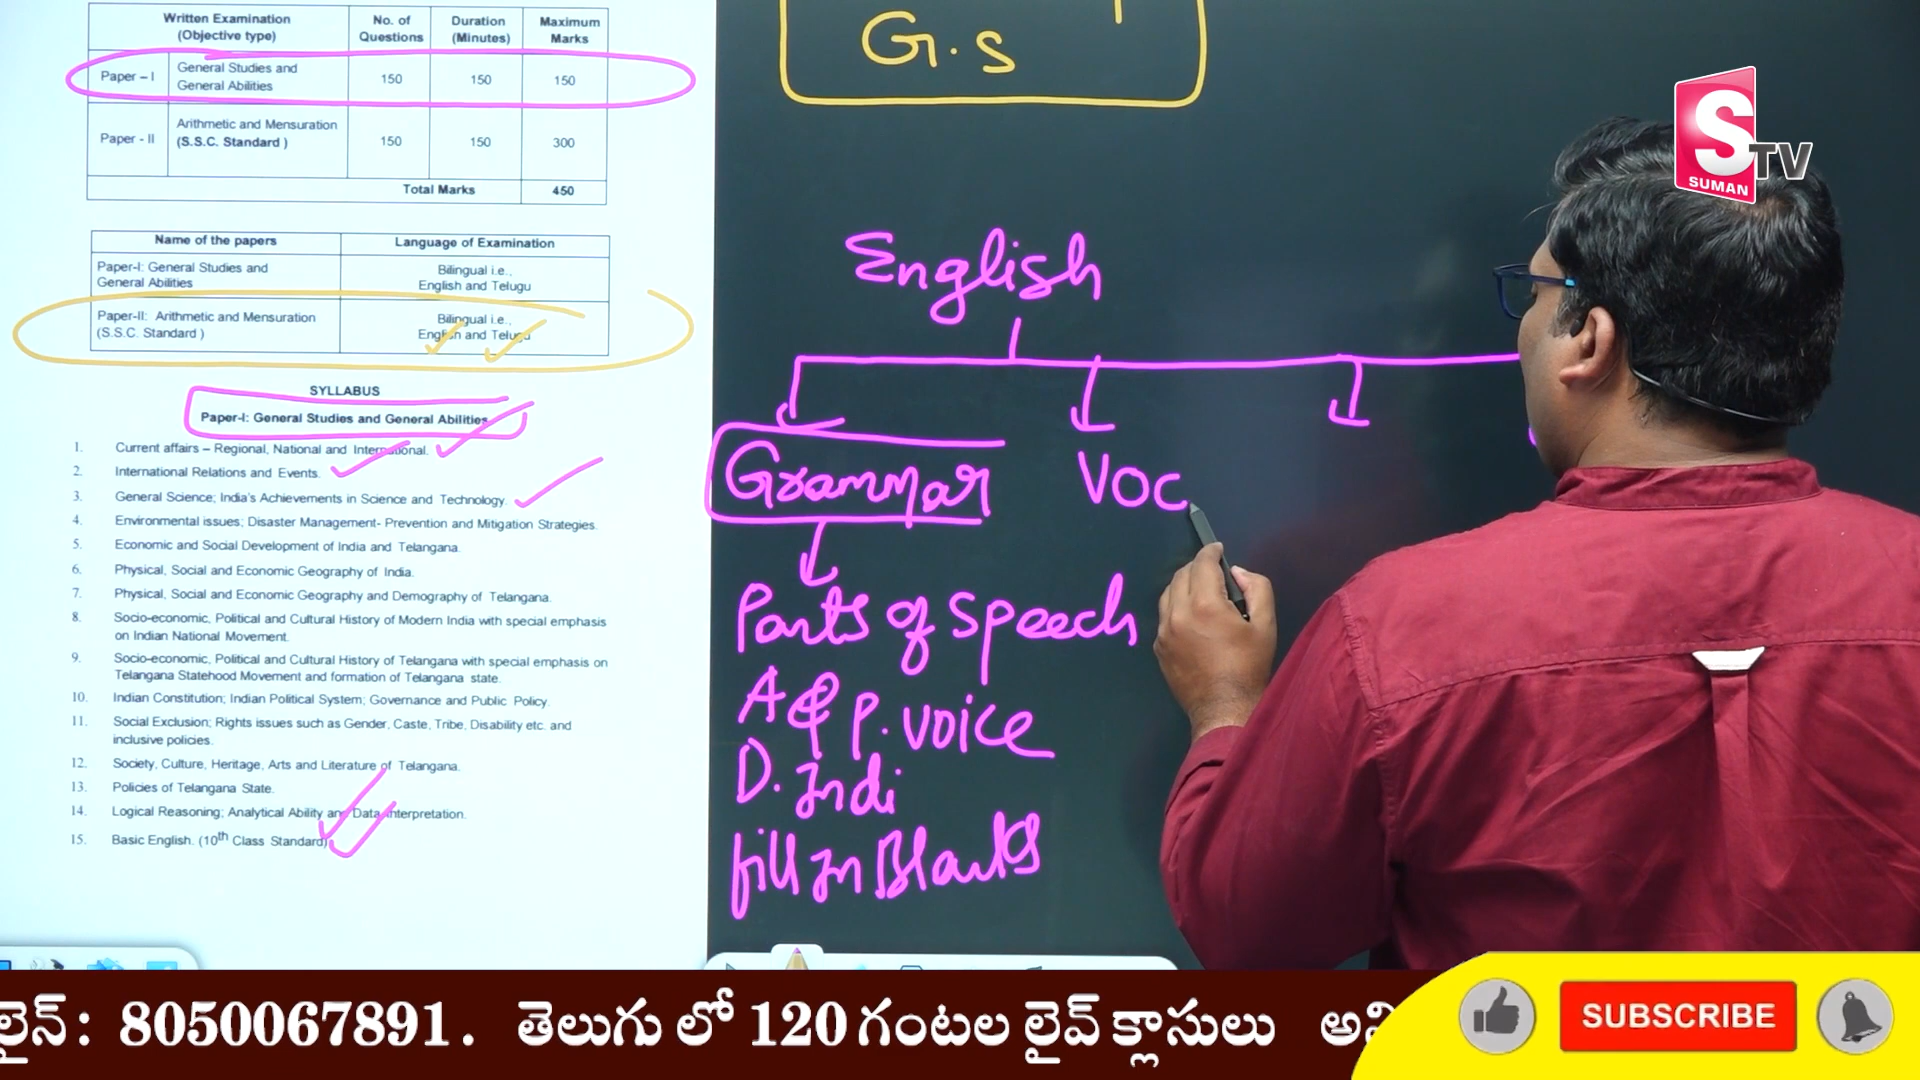 Written Examination (Objective type) No. of Questions Duration (Minutes) Maximum Marks
Paper – I General Studies and General Abilities 150 150 150
Paper - II Arithmetic and Mensuration (S.S.C. Standard ) 150 150 300
Total Marks 450
Name of the papers Language of Examination
Paper-I: General Studies and General Abilities Bilingual i.e., English and Telugu
Paper-II: Arithmetic and Mensuration (S.S.C. Standard ) Bilingual i.e., English and Telugu
SYLLABUS
Paper-I: General Studies and General Abilities
1. Current affairs – Regional, National and International.
2. International Relations and Events.
3. General Science; India's Achievements in Science and Technology.
4. Environmental issues; Disaster Management- Prevention and Mitigation Strategies.
5. Economic and Social Development of India and Telangana.
6. Physical, Social and Economic Geography of India.
7. Physical, Social and Economic Geography and Demography of Telangana.
8. Socio-economic, Political and Cultural History of Modern India with special emphasis
on Indian National Movement.
9. Socio-economic, Political and Cultural History of Telangana with special emphasis on
Telangana Statehood Movement and formation of Telangana state.
10. Indian Constitution; Indian Political System; Governance and Public Policy.
11. Social Exclusion; Rights issues such as Gender, Caste, Tribe, Disability etc. and
inclusive policies.
12. Society, Culture, Heritage, Arts and Literature of Telangana.
13. Policies of Telangana State.
14. Logical Reasoning; Analytical Ability and Data Interpretation.
15. Basic English. (10th Class Standard)
G.S
English
Grammar VOC
Parts of Speech
A & P. voice
D. Indi
fill In Blanks
S TV
SUMAN
లైన్ : 8050067891 . తెలుగు లో 120 గంటల లైవ్ క్లాసులు
SUBSCRIBE